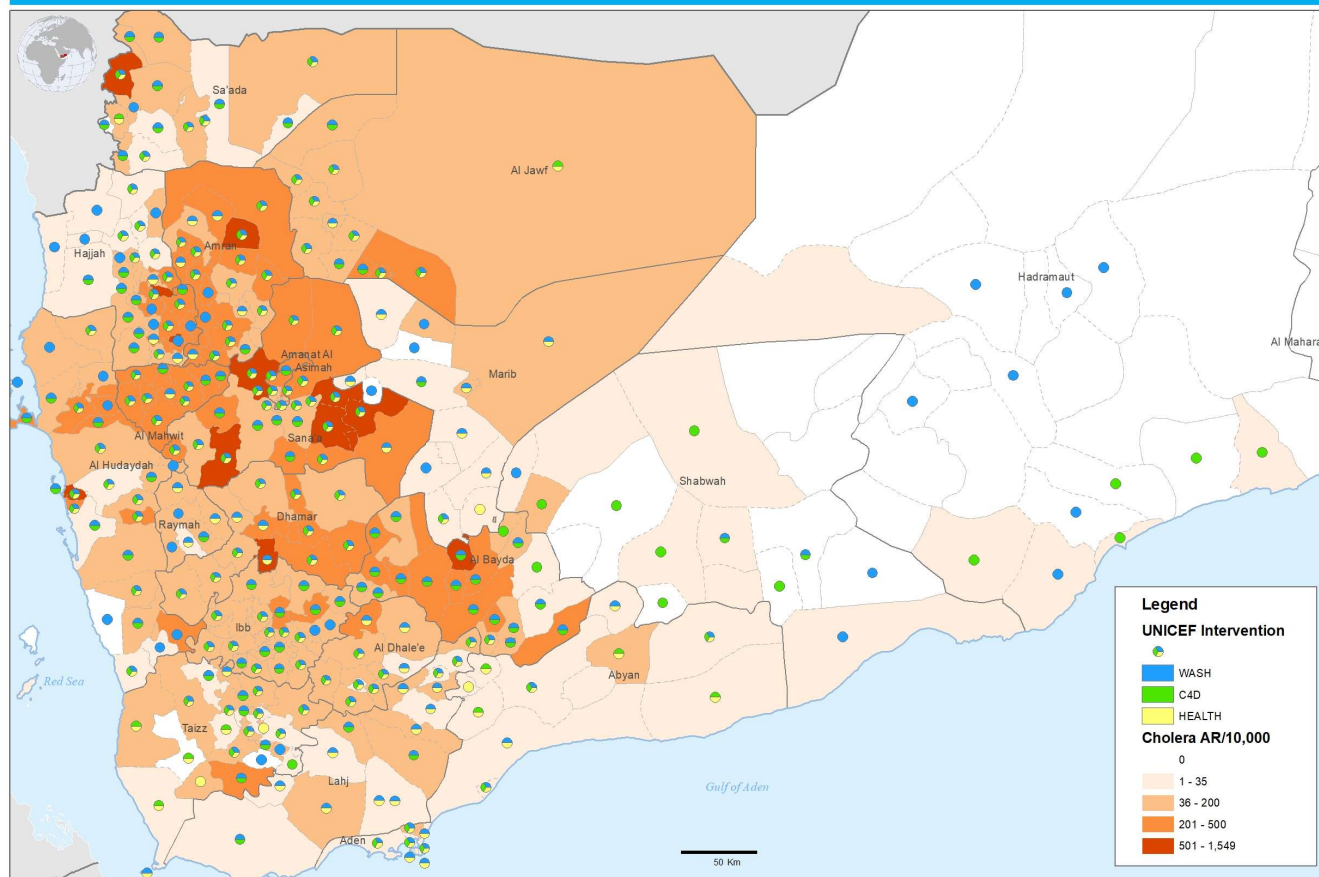 Sa'ada
Al Jawf
Hajjah
Amran
Hadramaut
Amanat Al
Asimah
Marib
Al Mahara
Al Mahwit
Sana'a
Al Hudaydah
Shabwah
Dhamar
Raymah
Al Bayda
Ibb
Al Dhale'e
Abyan
Red Sea
Taizz
Lahj
Gulf of Aden
Aden
50 Km
Legend
UNICEF Intervention
WASH
C4D
HEALTH
Cholera AR/10,000
0
1 - 35
36 - 200
201 - 500
501 - 1,549